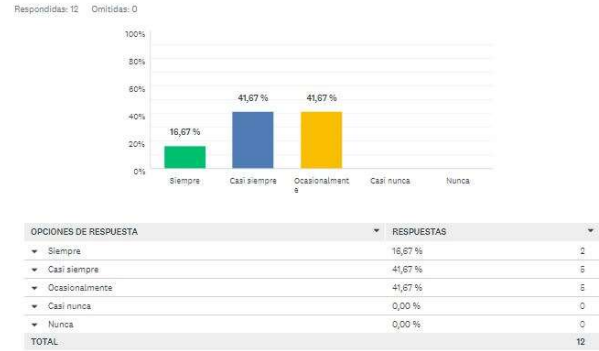 Respondidas: 12 Omitidas: 0
100%
80%
60%
40%
20%
0%
16,67 %
41,67 %
41,67 %
Siempre
Casi siempre
Ocasionalment
e
Casi nunca
Nunca
OPCIONES DE RESPUESTA RESPUESTAS
Siempre 16,67 % 2
Casi siempre 41,67 % 5
Ocasionalmente 41,67 % 5
Casi nunca 0,00 % 0
Nunca 0,00 % 0
TOTAL 12